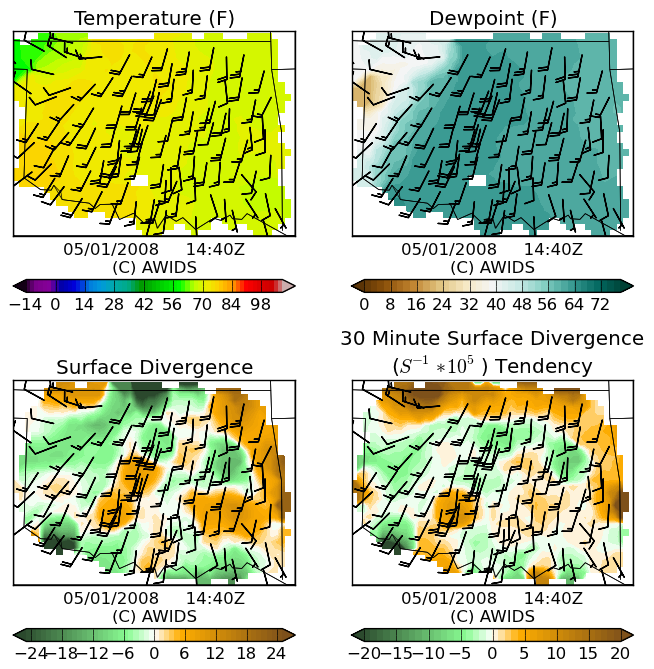 Temperature (F)
Dewpoint (F)
05/01/2008 14:40Z
(C) AWIDS
05/01/2008 14:40Z
(C) AWIDS
−14 0 14 28 42 56 70 84 98
0 8 16 24 32 40 48 56 64 72
Surface Divergence
30 Minute Surface Divergence
(S⁻¹ *10⁵ ) Tendency
05/01/2008 14:40Z
(C) AWIDS
05/01/2008 14:40Z
(C) AWIDS
−24 −18 −12 −6 0 6 12 18 24
−20 −15 −10 −5 0 5 10 15 20